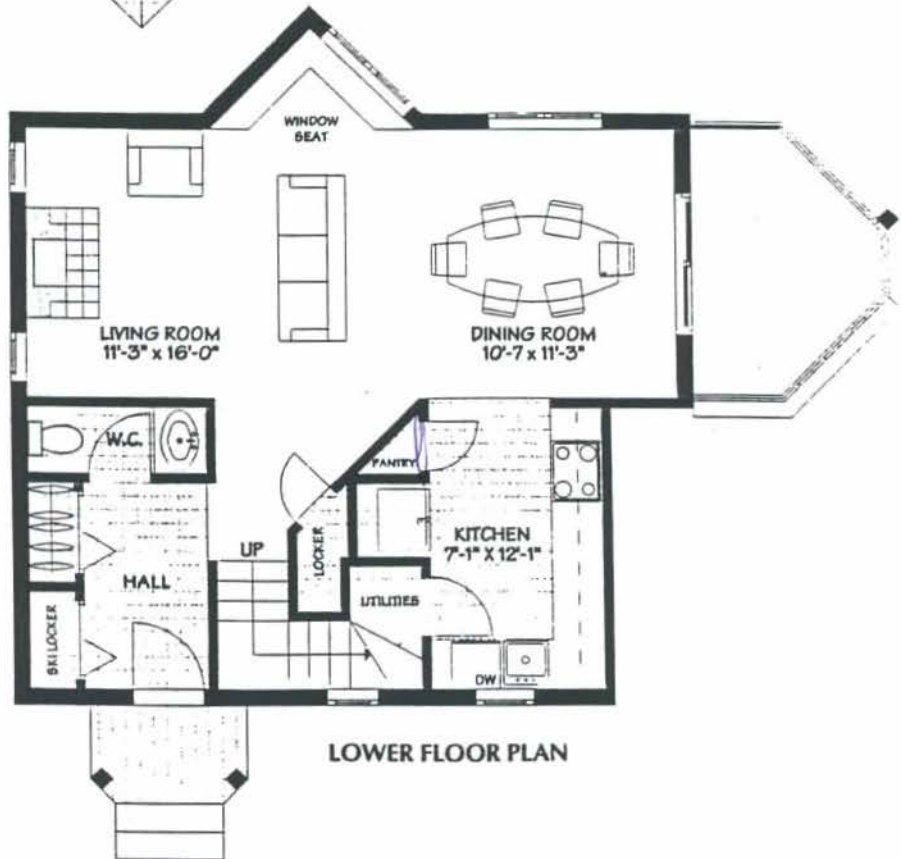 WINDOW
SEAT
LIVING ROOM
11'-3" x 16'-0"
DINING ROOM
10'-7 x 11'-3"
W.C.
PANTRY
KITCHEN
7'-1" X 12'-1"
UP
LOCKER
HALL
UTILITIES
SKI LOCKER
DW
LOWER FLOOR PLAN